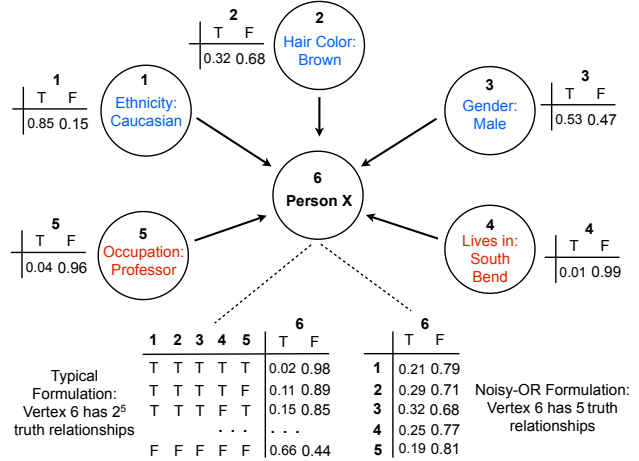 2
T F
0.32 0.68
2
Hair Color:
Brown
1
T F
0.85 0.15
1
Ethnicity:
Caucasian
3
Gender:
Male
3
T F
0.53 0.47
6
Person X
5
T F
0.04 0.96
5
Occupation:
Professor
4
Lives in:
South
Bend
4
T F
0.01 0.99
Typical
Formulation:
Vertex 6 has 2⁵
truth relationships
6
1 2 3 4 5 T F
T T T T T 0.02 0.98
T T T T F 0.11 0.89
T T T F T 0.15 0.85
. . . . . .
F F F F F 0.66 0.44
6
T F
1 0.21 0.79
2 0.29 0.71
3 0.32 0.68
4 0.25 0.77
5 0.19 0.81
Noisy-OR Formulation:
Vertex 6 has 5 truth
relationships